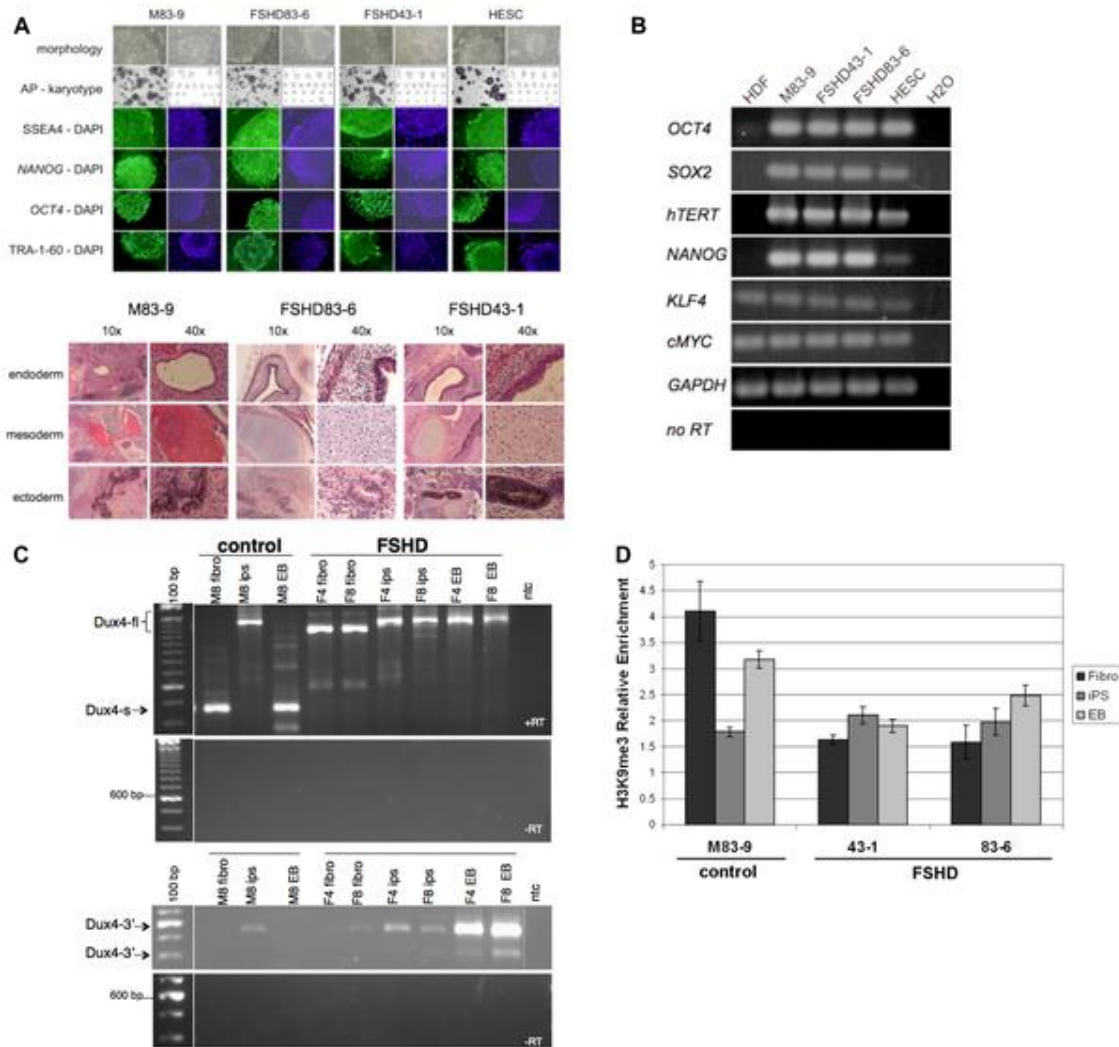 A
M83-9 FSHD83-6 FSHD43-1 HESC
morphology
AP - karyotype
SSEA4 - DAPI
NANOG - DAPI
OCT4 - DAPI
TRA-1-60 - DAPI
M83-9 FSHD83-6 FSHD43-1
10x 40x 10x 40x 10x 40x
endoderm
mesoderm
ectoderm
B
HDF M83-9 FSHD43-1 FSHD83-6 HESC H2O
OCT4
SOX2
hTERT
NANOG
KLF4
cMYC
GAPDH
no RT
C
control FSHD
100 bp M8 fibro M8 ips M8 EB F4 fibro F8 fibro F4 ips F8 ips F4 EB F8 EB ntc
Dux4-fl
Dux4-s
+RT
600 bp
-RT
100 bp M8 fibro M8 ips M8 EB F4 fibro F8 fibro F4 ips F8 ips F4 EB F8 EB ntc
Dux4-3'
Dux4-3'
600 bp
-RT
D
H3K9me3 Relative Enrichment
5
4.5
4
3.5
3
2.5
2
1.5
1
0.5
0
Fibro
iPS
EB
M83-9 43-1 83-6
control FSHD